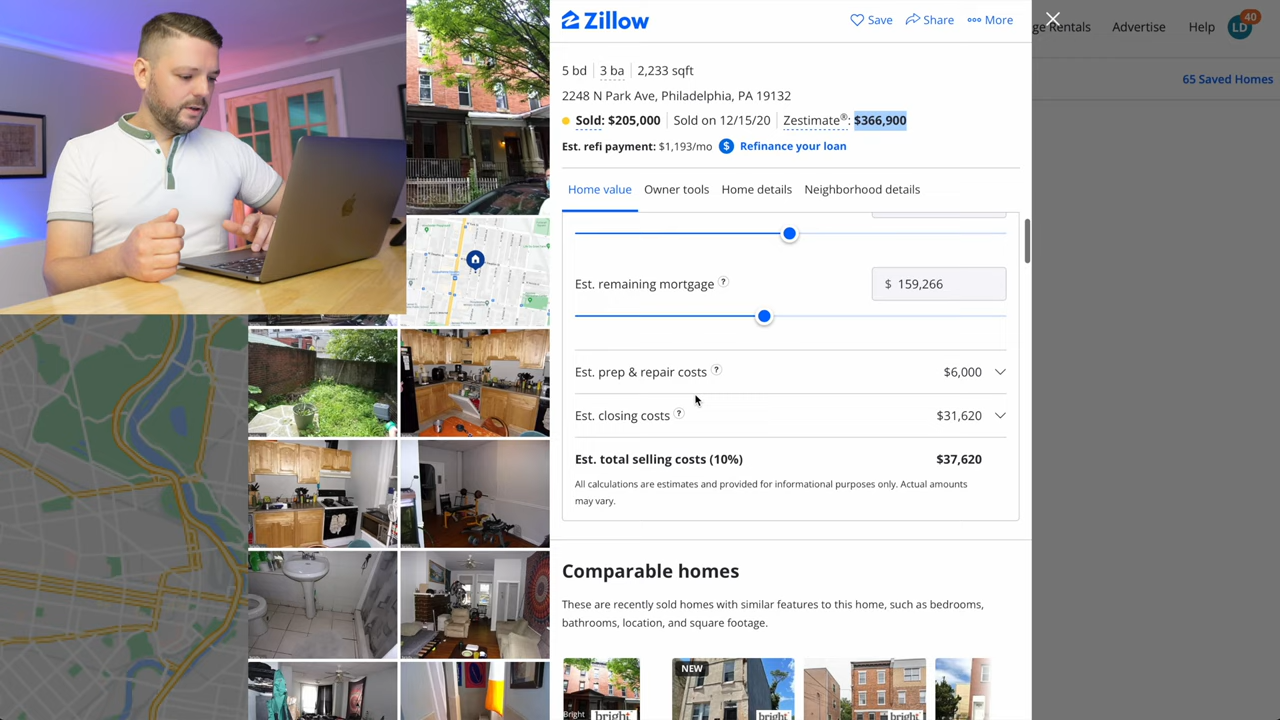 Zillow
Save
Share
More
ge Rentals
Advertise
Help
LD
40
65 Saved Homes
5 bd 3 ba 2,233 sqft
2248 N Park Ave, Philadelphia, PA 19132
Sold: $205,000 Sold on 12/15/20 Zestimate®: $366,900
Est. refi payment: $1,193/mo $ Refinance your loan
Home value Owner tools Home details Neighborhood details
Est. remaining mortgage ? $ 159,266
Est. prep & repair costs ? $6,000
Est. closing costs ? $31,620
Est. total selling costs (10%) $37,620
All calculations are estimates and provided for informational purposes only. Actual amounts
may vary.
Comparable homes
These are recently sold homes with similar features to this home, such as bedrooms,
bathrooms, location, and square footage.
NEW
Bright bright bright bright